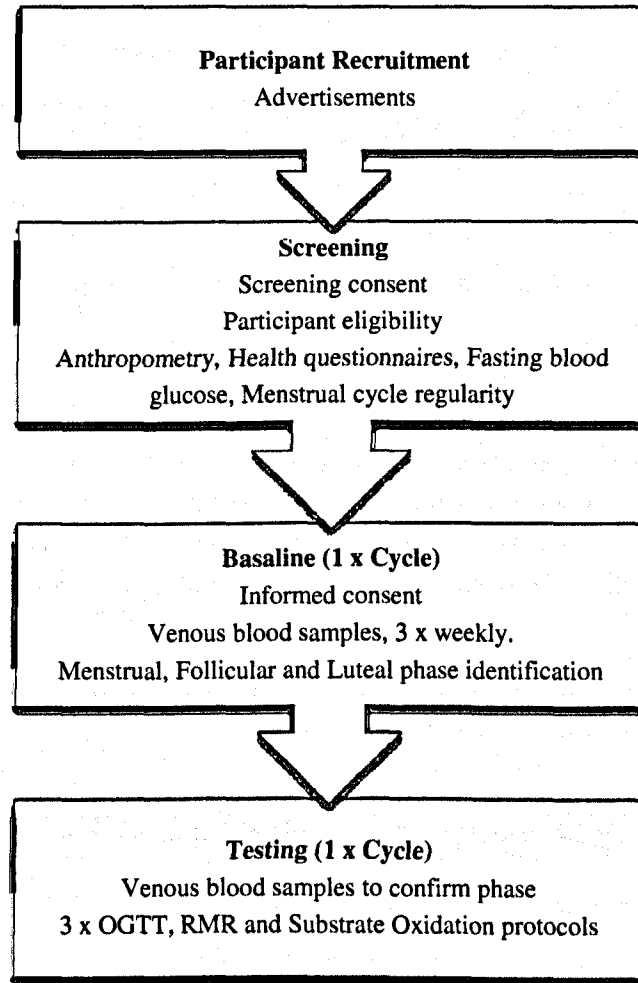 Participant Recruitment
Advertisements
Screening
Screening consent
Participant eligibility
Anthropometry, Health questionnaires, Fasting blood
glucose, Menstrual cycle regularity
Basaline (1 x Cycle)
Informed consent
Venous blood samples, 3 x weekly.
Menstrual, Follicular and Luteal phase identification
Testing (1 x Cycle)
Venous blood samples to confirm phase
3 x OGTT, RMR and Substrate Oxidation protocols